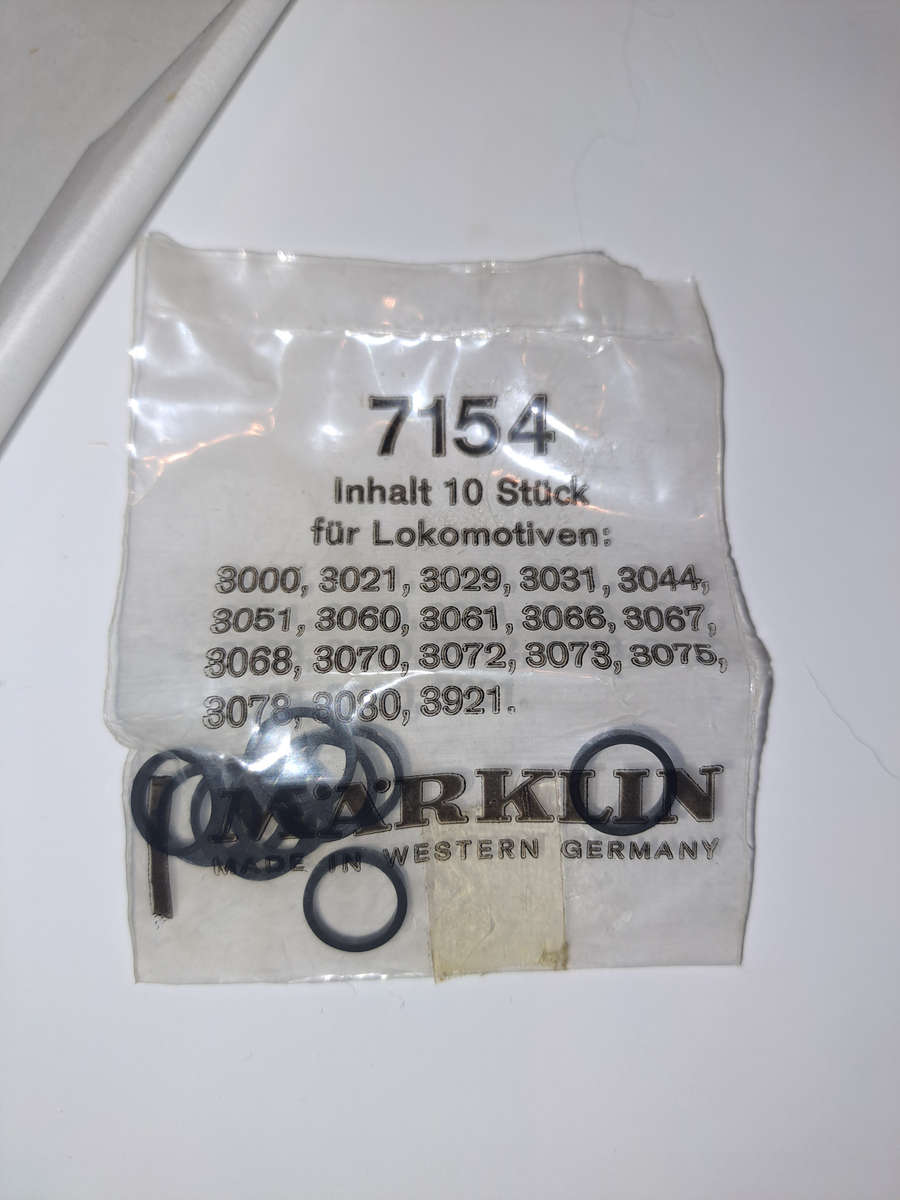 7154
Inhalt 10 Stück
für Lokomotiven:
3000, 3021, 3029, 3031, 3044,
3051, 3060, 3061, 3066, 3067,
3068, 3070, 3072, 3073, 3075,
3078, 3080, 3921.
MÄRKLIN
MADE IN WESTERN GERMANY